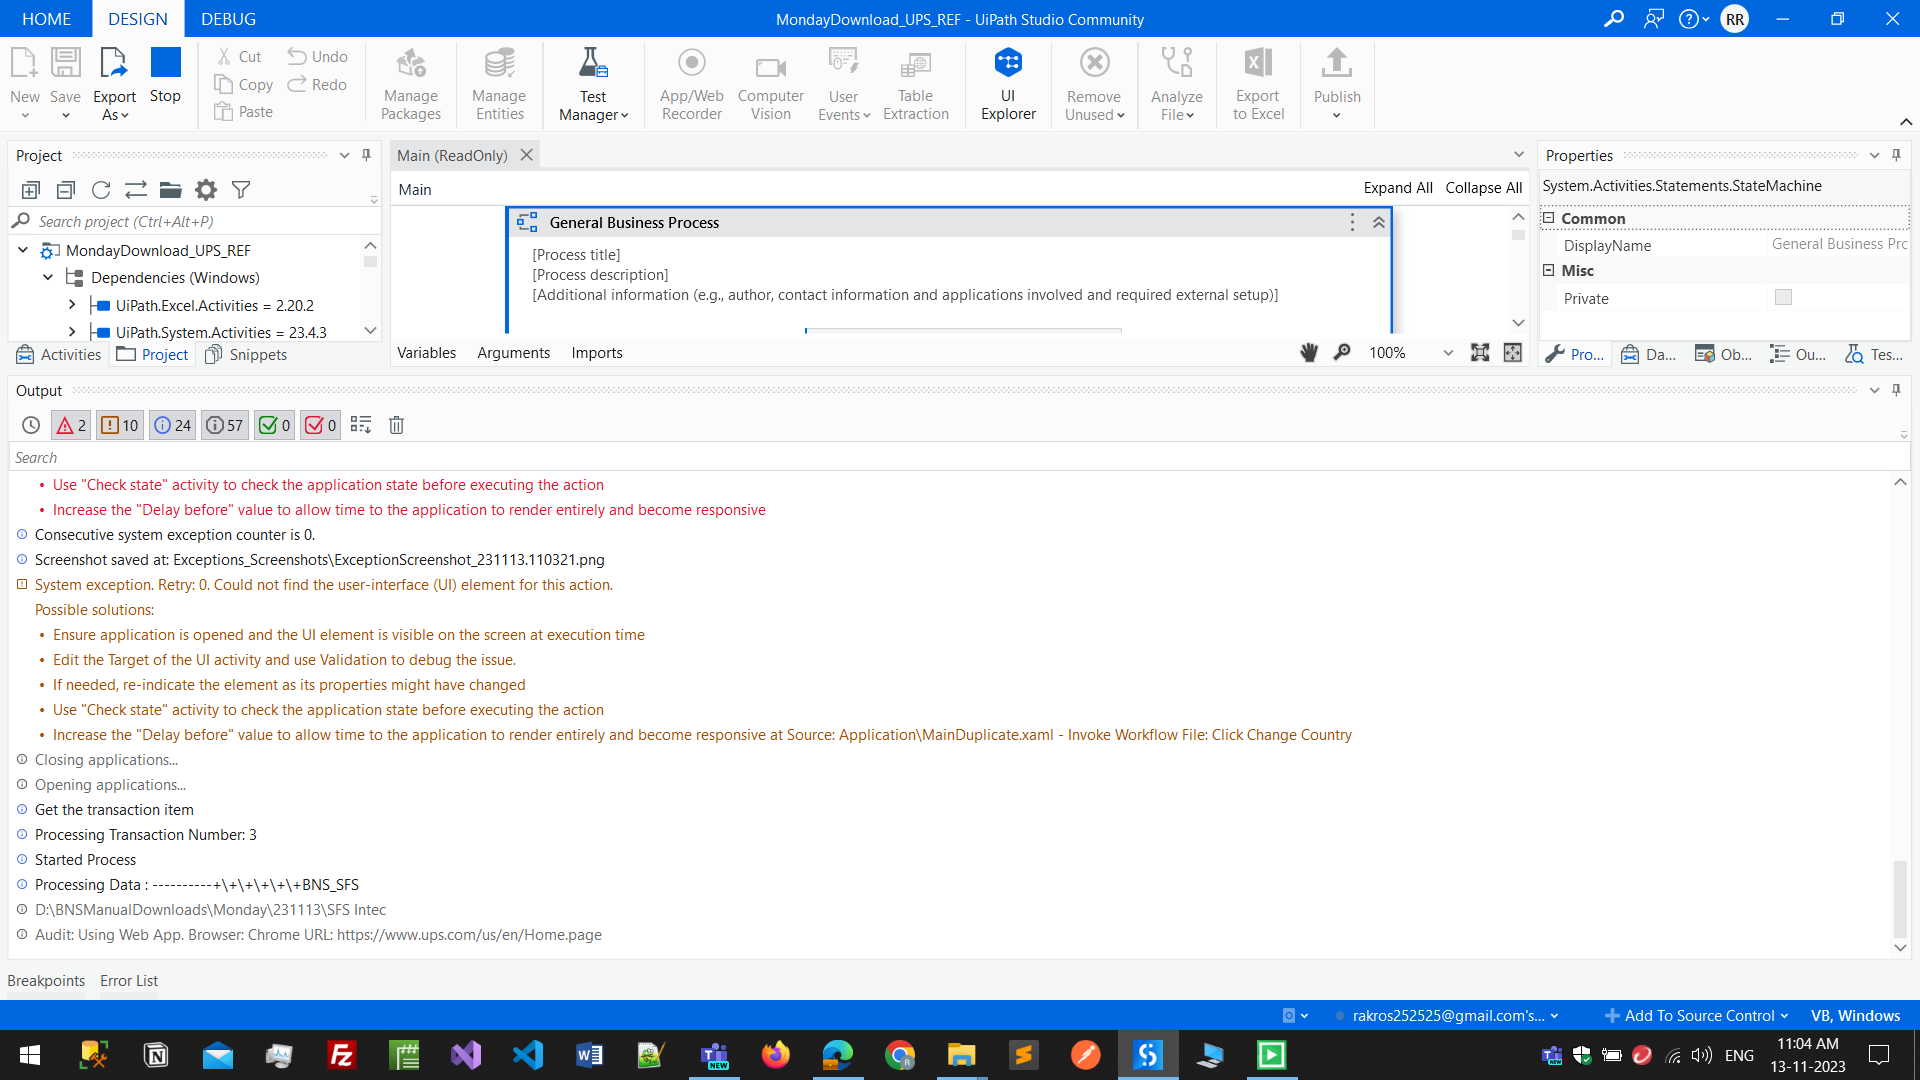 HOME DESIGN DEBUG
MondayDownload_UPS_REF - UiPath Studio Community
RR
New
Save
Export As
Stop
Cut
Copy
Paste
Undo
Redo
Manage Packages
Manage Entities
Test Manager
App/Web Recorder
Computer Vision
User Events
Table Extraction
UI Explorer
Remove Unused
Analyze File
Export to Excel
Publish
Project
Search project (Ctrl+Alt+P)
MondayDownload_UPS_REF
Dependencies (Windows)
UiPath.Excel.Activities = 2.20.2
UiPath.System.Activities = 23.4.3
Activities Project Snippets
Main (ReadOnly)
Main
Expand All Collapse All
General Business Process
[Process title]
[Process description]
[Additional information (e.g., author, contact information and applications involved and required external setup)]
Variables Arguments Imports
100%
Properties
System.Activities.Statements.StateMachine
Common
DisplayName General Business Prc
Misc
Private
Pro... Da... Ob... Ou... Tes...
Output
2 10 24 57 0 0
Search
• Use "Check state" activity to check the application state before executing the action
• Increase the "Delay before" value to allow time to the application to render entirely and become responsive
Consecutive system exception counter is 0.
Screenshot saved at: Exceptions_Screenshots\ExceptionScreenshot_231113.110321.png
System exception. Retry: 0. Could not find the user-interface (UI) element for this action.
Possible solutions:
• Ensure application is opened and the UI element is visible on the screen at execution time
• Edit the Target of the UI activity and use Validation to debug the issue.
• If needed, re-indicate the element as its properties might have changed
• Use "Check state" activity to check the application state before executing the action
• Increase the "Delay before" value to allow time to the application to render entirely and become responsive at Source: Application\MainDuplicate.xaml - Invoke Workflow File: Click Change Country
Closing applications...
Opening applications...
Get the transaction item
Processing Transaction Number: 3
Started Process
Processing Data : ----------+\+\+\+\+\+BNS_SFS
D:\BNSManualDownloads\Monday\231113\SFS Intec
Audit: Using Web App. Browser: Chrome URL: https://www.ups.com/us/en/Home.page
Breakpoints Error List
rakros252525@gmail.com's...
Add To Source Control
VB, Windows
NEW
ENG
11:04 AM
13-11-2023